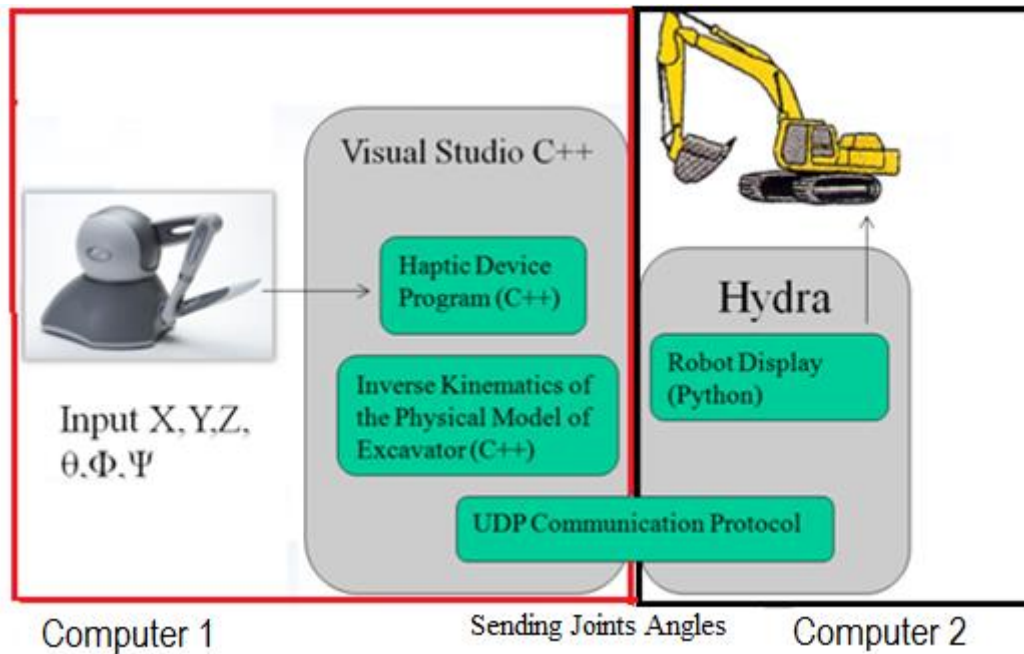 Visual Studio C++
Haptic Device
Program (C++)
Inverse Kinematics of
the Physical Model of
Excavator (C++)
Input X,Y,Z,
θ,Φ,Ψ
Hydra
Robot Display
(Python)
UDP Communication Protocol
Computer 1
Sending Joints Angles
Computer 2